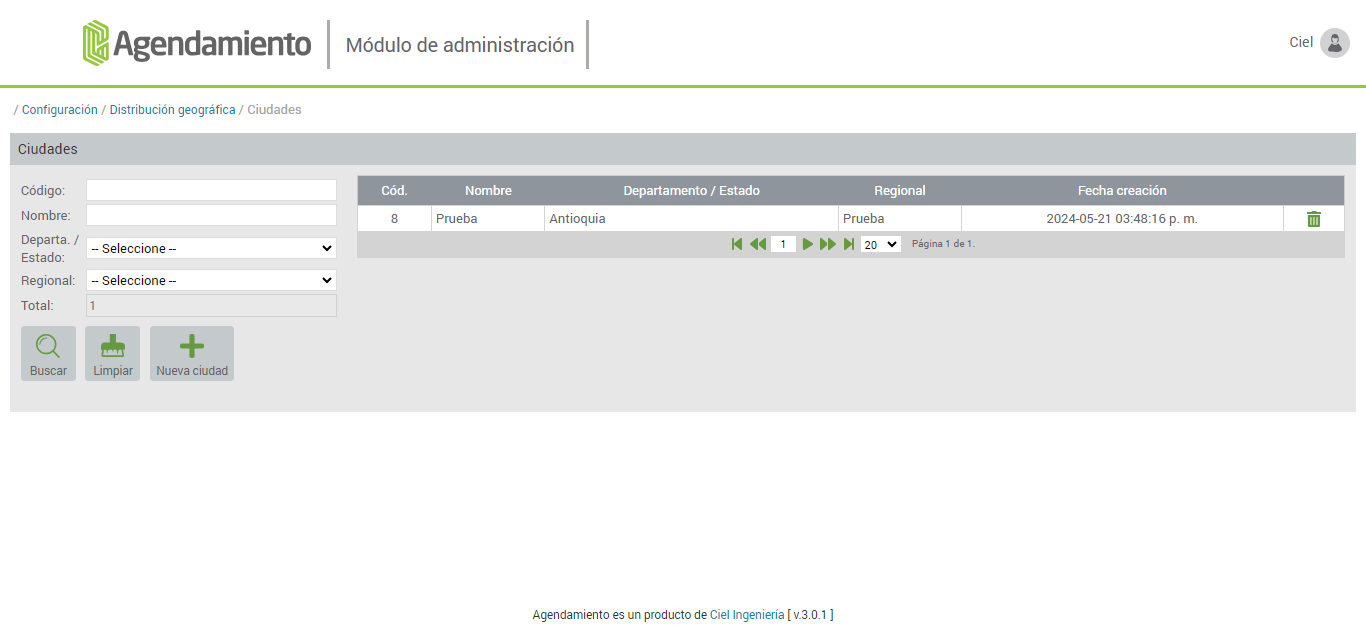 Agendamiento Módulo de administración
Ciel
/ Configuración / Distribución geográfica / Ciudades
Ciudades
Código:
Nombre:
Departa. /
Estado: -- Seleccione --
Regional: -- Seleccione --
Total: 1
Buscar Limpiar Nueva ciudad
Cód. Nombre Departamento / Estado Regional Fecha creación
8 Prueba Antioquia Prueba 2024-05-21 03:48:16 p. m.
1 20 Página 1 de 1.
Agendamiento es un producto de Ciel Ingeniería [ v.3.0.1 ]